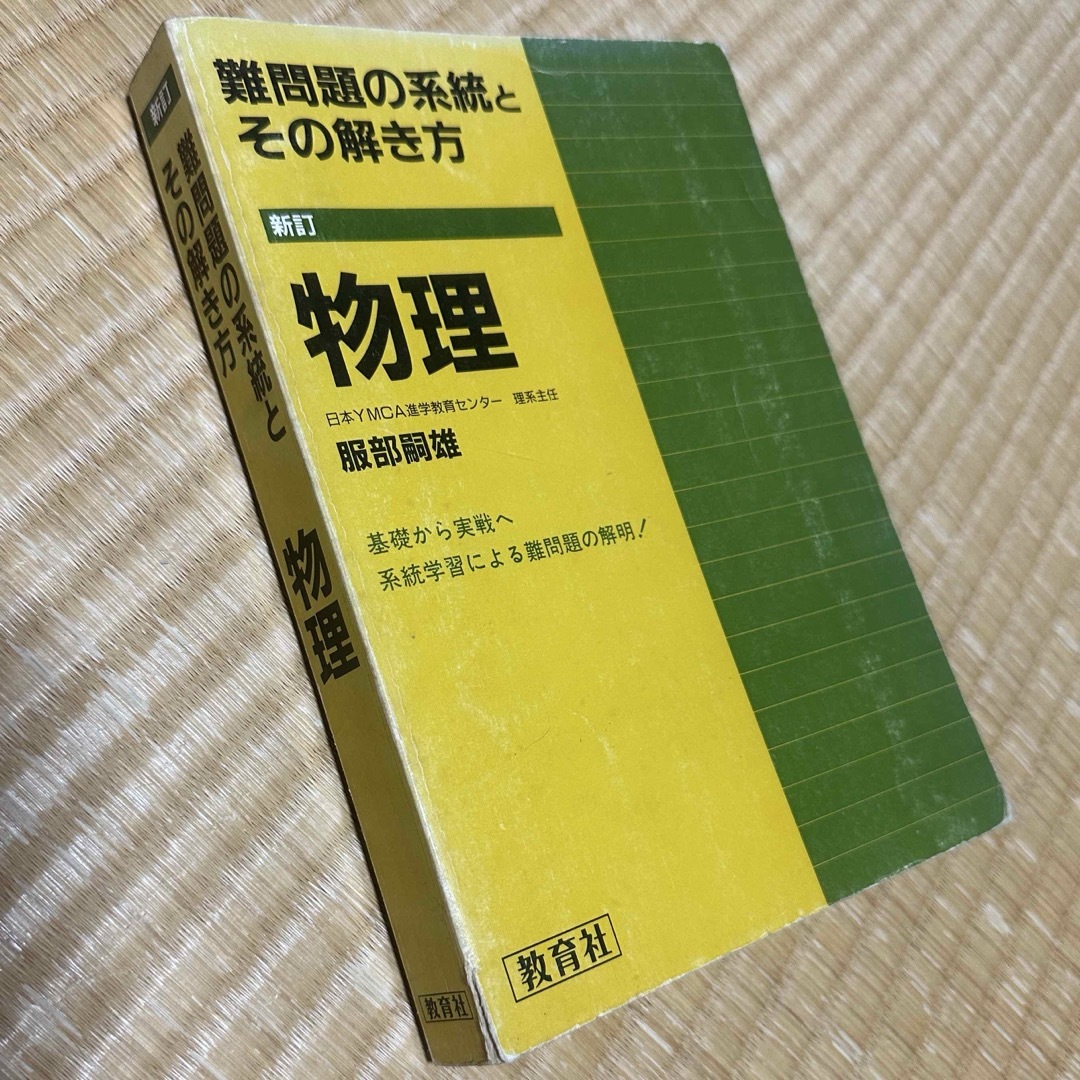 難問題の系統と
その解き方
新訂
物理
日本YMCA進学教育センター 理系主任
服部嗣雄
基礎から実戦へ
系統学習による難問題の解明!
教育社
新訂
難問題の系統と
その解き方
物理
教育社